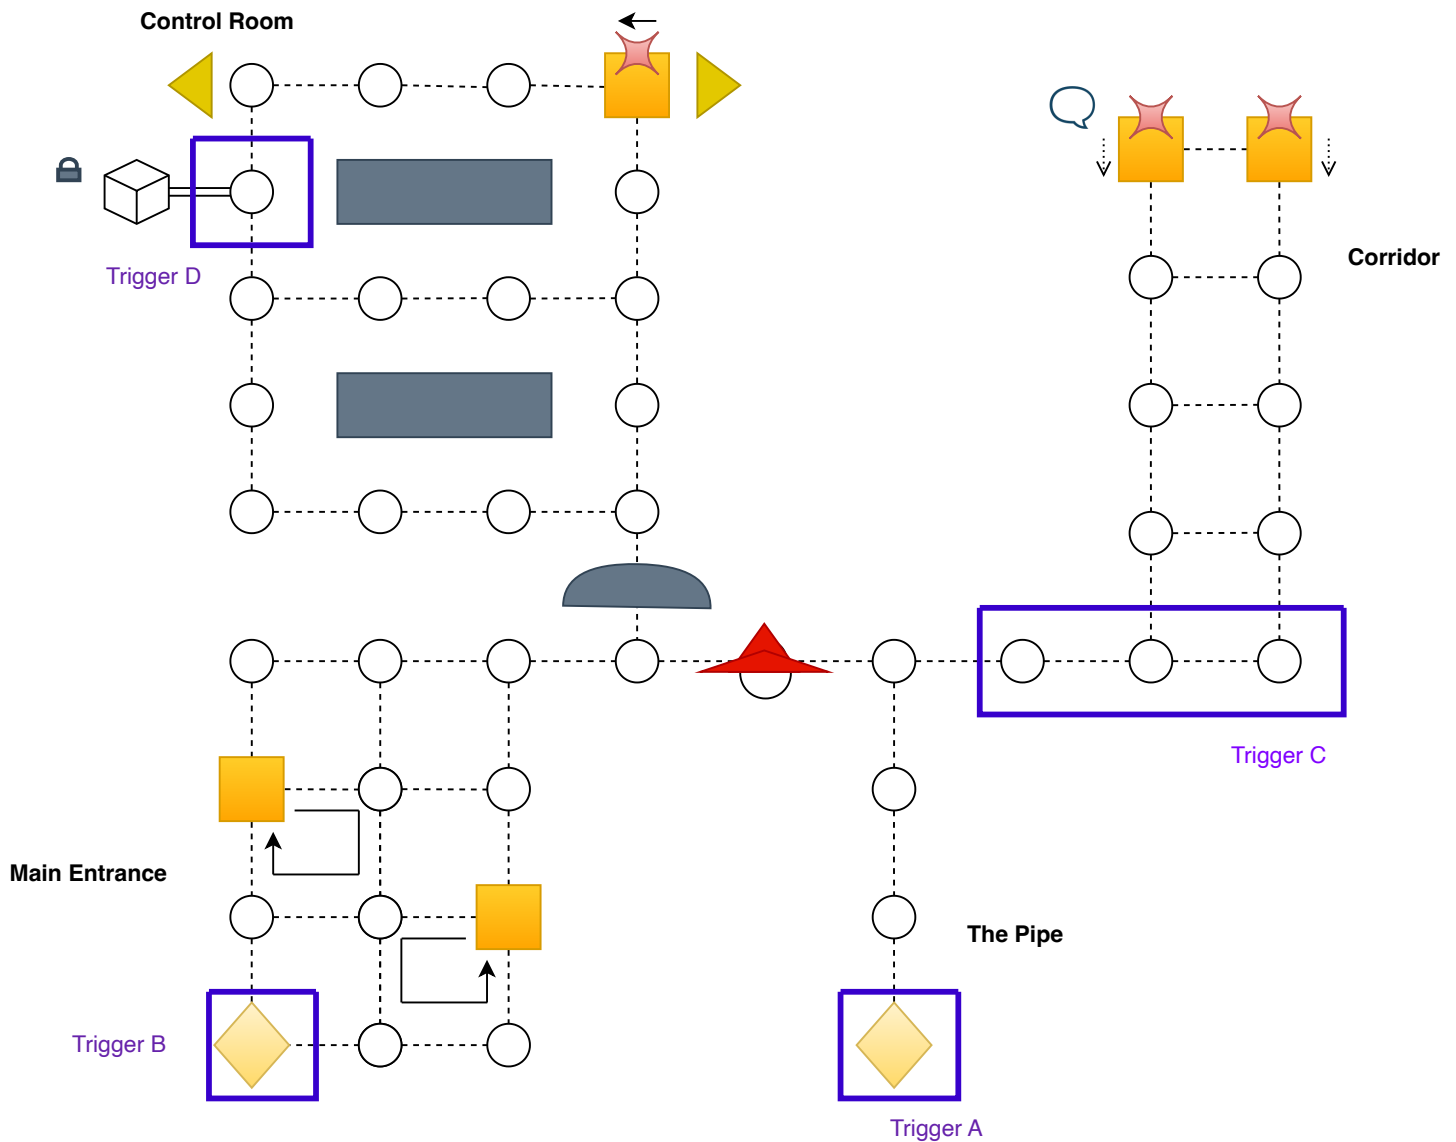 Control Room
Trigger D
Corridor
Trigger C
Main Entrance
The Pipe
Trigger B
Trigger A